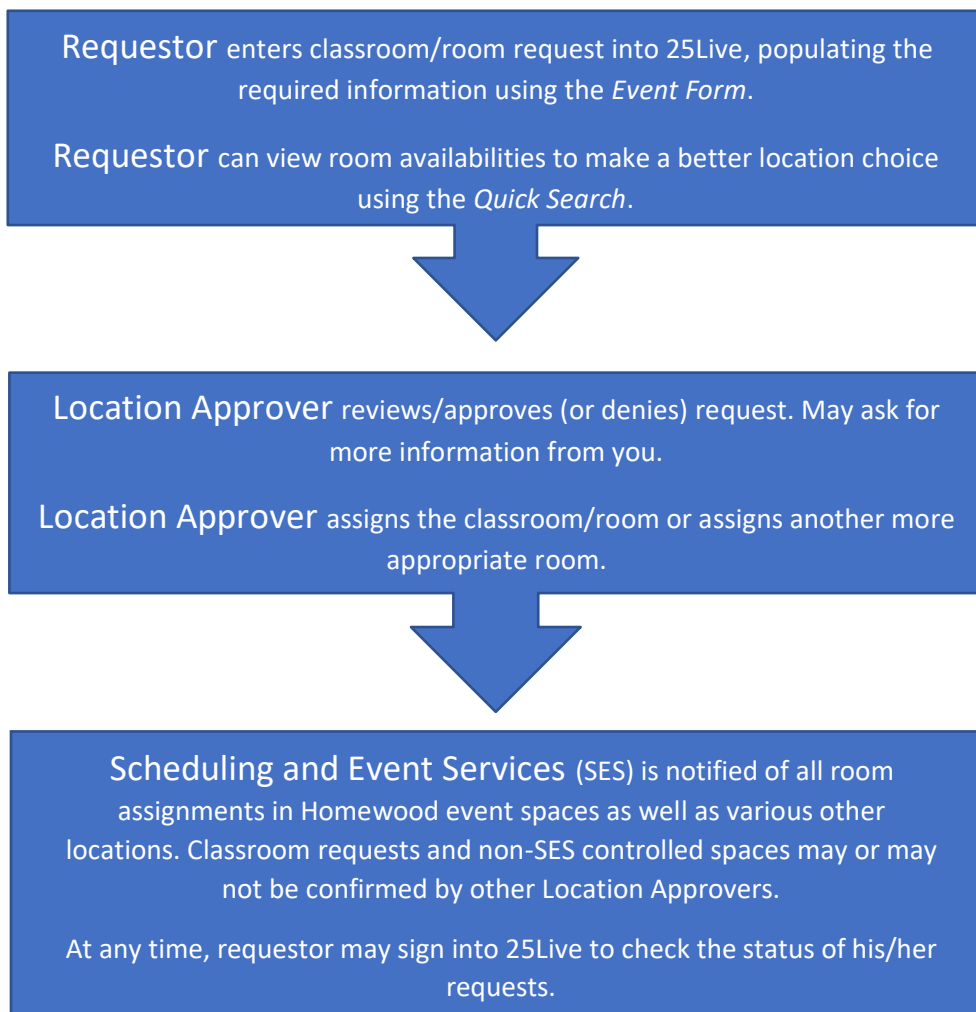 Requestor enters classroom/room request into 25Live, populating the
required information using the Event Form.
Requestor can view room availabilities to make a better location choice
using the Quick Search.
Location Approver reviews/approves (or denies) request. May ask for
more information from you.
Location Approver assigns the classroom/room or assigns another more
appropriate room.
Scheduling and Event Services (SES) is notified of all room
assignments in Homewood event spaces as well as various other
locations. Classroom requests and non-SES controlled spaces may or may
not be confirmed by other Location Approvers.
At any time, requestor may sign into 25Live to check the status of his/her
requests.